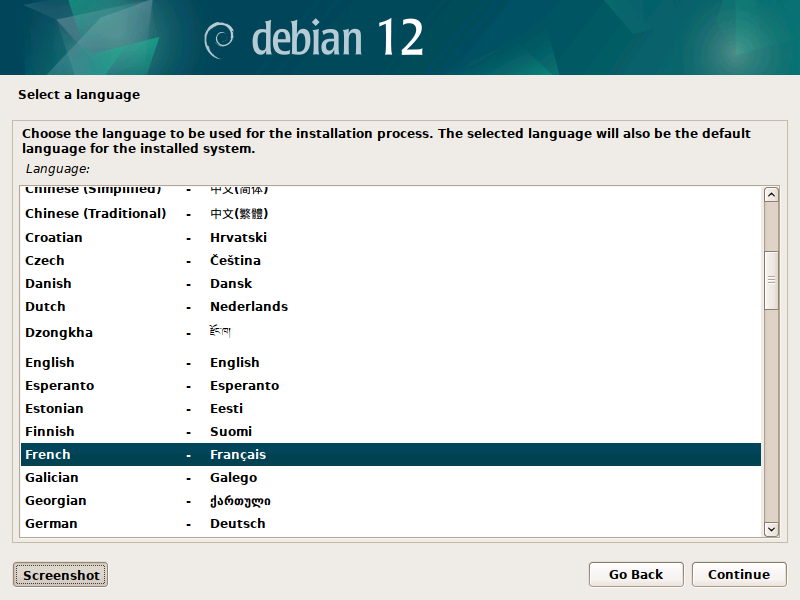 debian 12
Select a language
Choose the language to be used for the installation process. The selected language will also be the default
language for the installed system.
Language:
Chinese (Simplified) - 中文(简体)
Chinese (Traditional) - 中文(繁體)
Croatian - Hrvatski
Czech - Čeština
Danish - Dansk
Dutch - Nederlands
Dzongkha - རྫོང་ཁ།
English - English
Esperanto - Esperanto
Estonian - Eesti
Finnish - Suomi
French - Français
Galician - Galego
Georgian - ქართული
German - Deutsch
Screenshot
Go Back
Continue